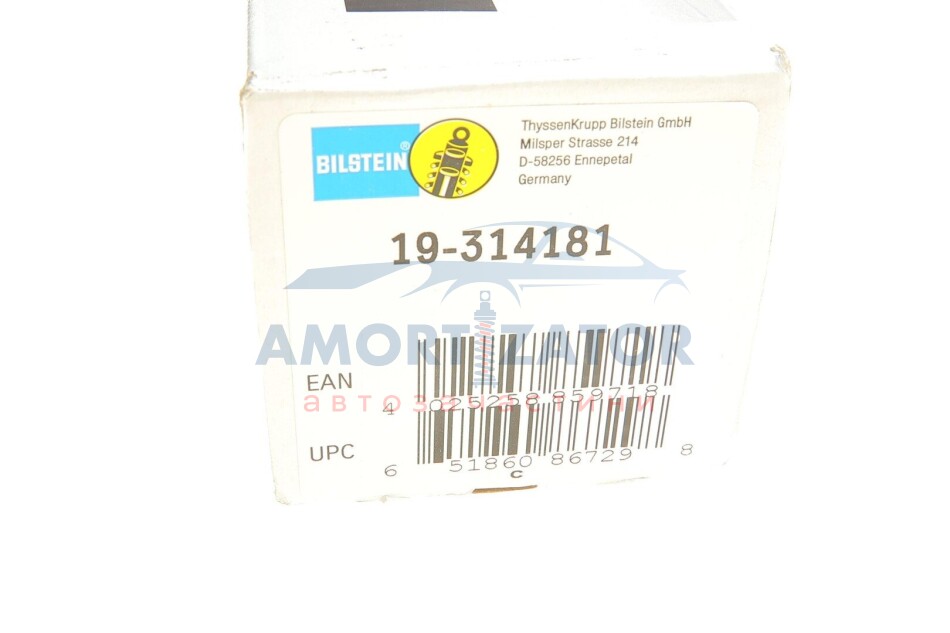 BILSTEIN®
ThyssenKrupp Bilstein GmbH
Milsper Strasse 214
D-58256 Ennepetal
Germany
19-314181
AMORTIZATOR
EAN
4 025258 859718
автозапчастини
UPC
6 51860 86729 8
c